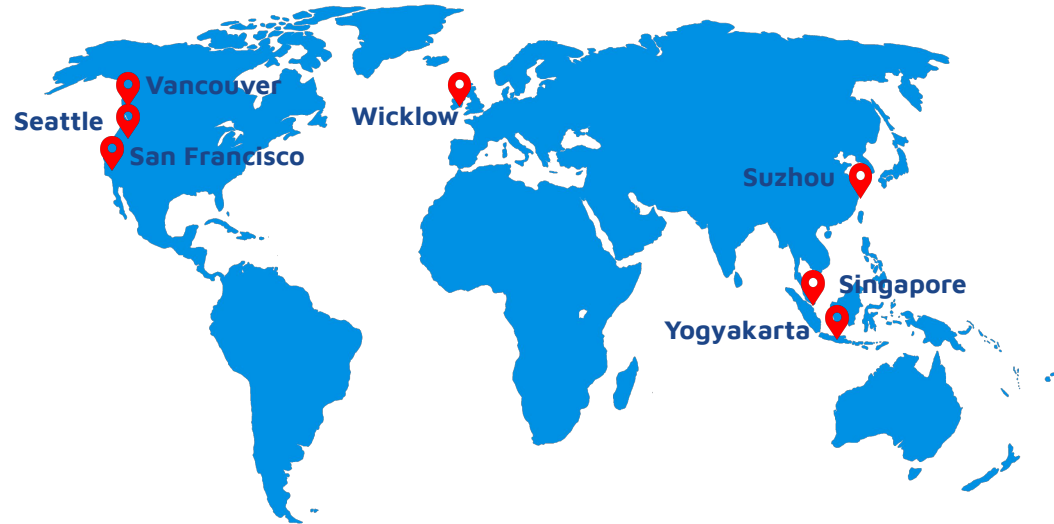 Vancouver
Seattle
Wicklow
San Francisco
Suzhou
Singapore
Yogyakarta